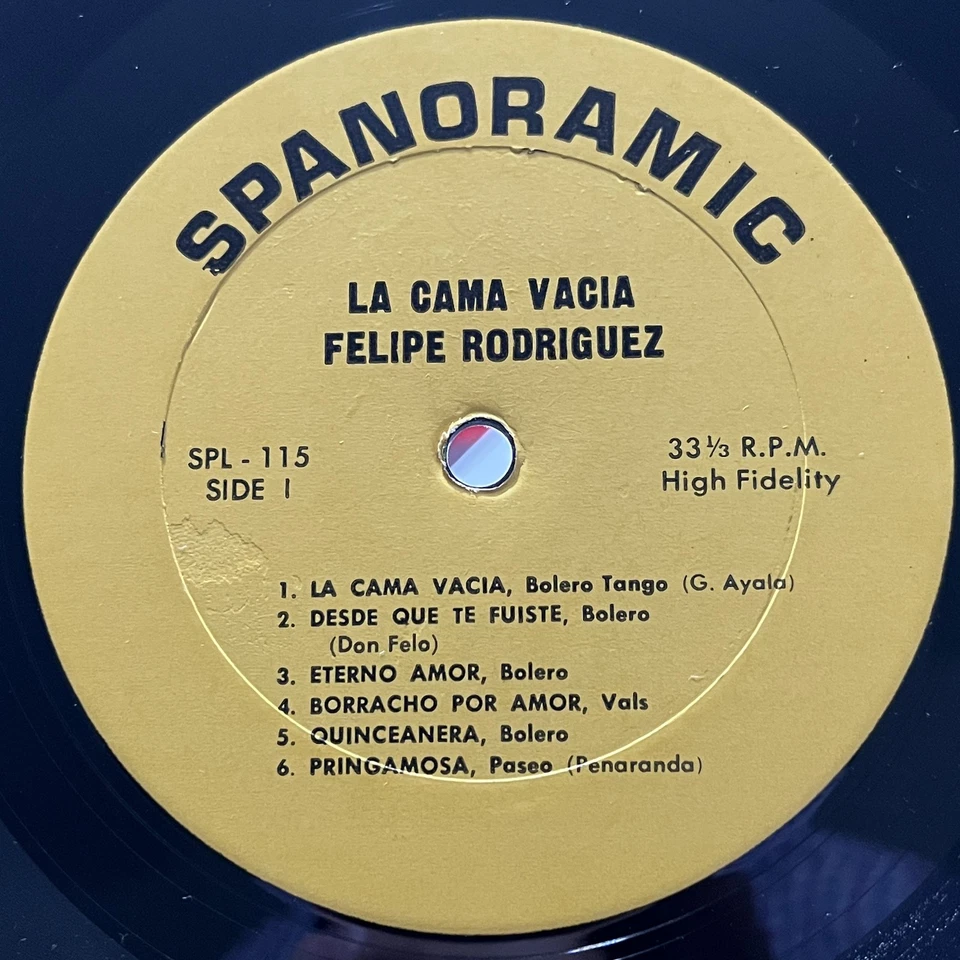 SPANORAMIC
LA CAMA VACIA
FELIPE RODRIGUEZ
SPL - 115
SIDE 1
33⅓ R.P.M.
High Fidelity
1. LA CAMA VACIA, Bolero Tango (G. Ayala)
2. DESDE QUE TE FUISTE, Bolero
(Don Felo)
3. ETERNO AMOR, Bolero
4. BORRACHO POR AMOR, Vals
5. QUINCEANERA, Bolero
6. PRINGAMOSA, Paseo (Penaranda)